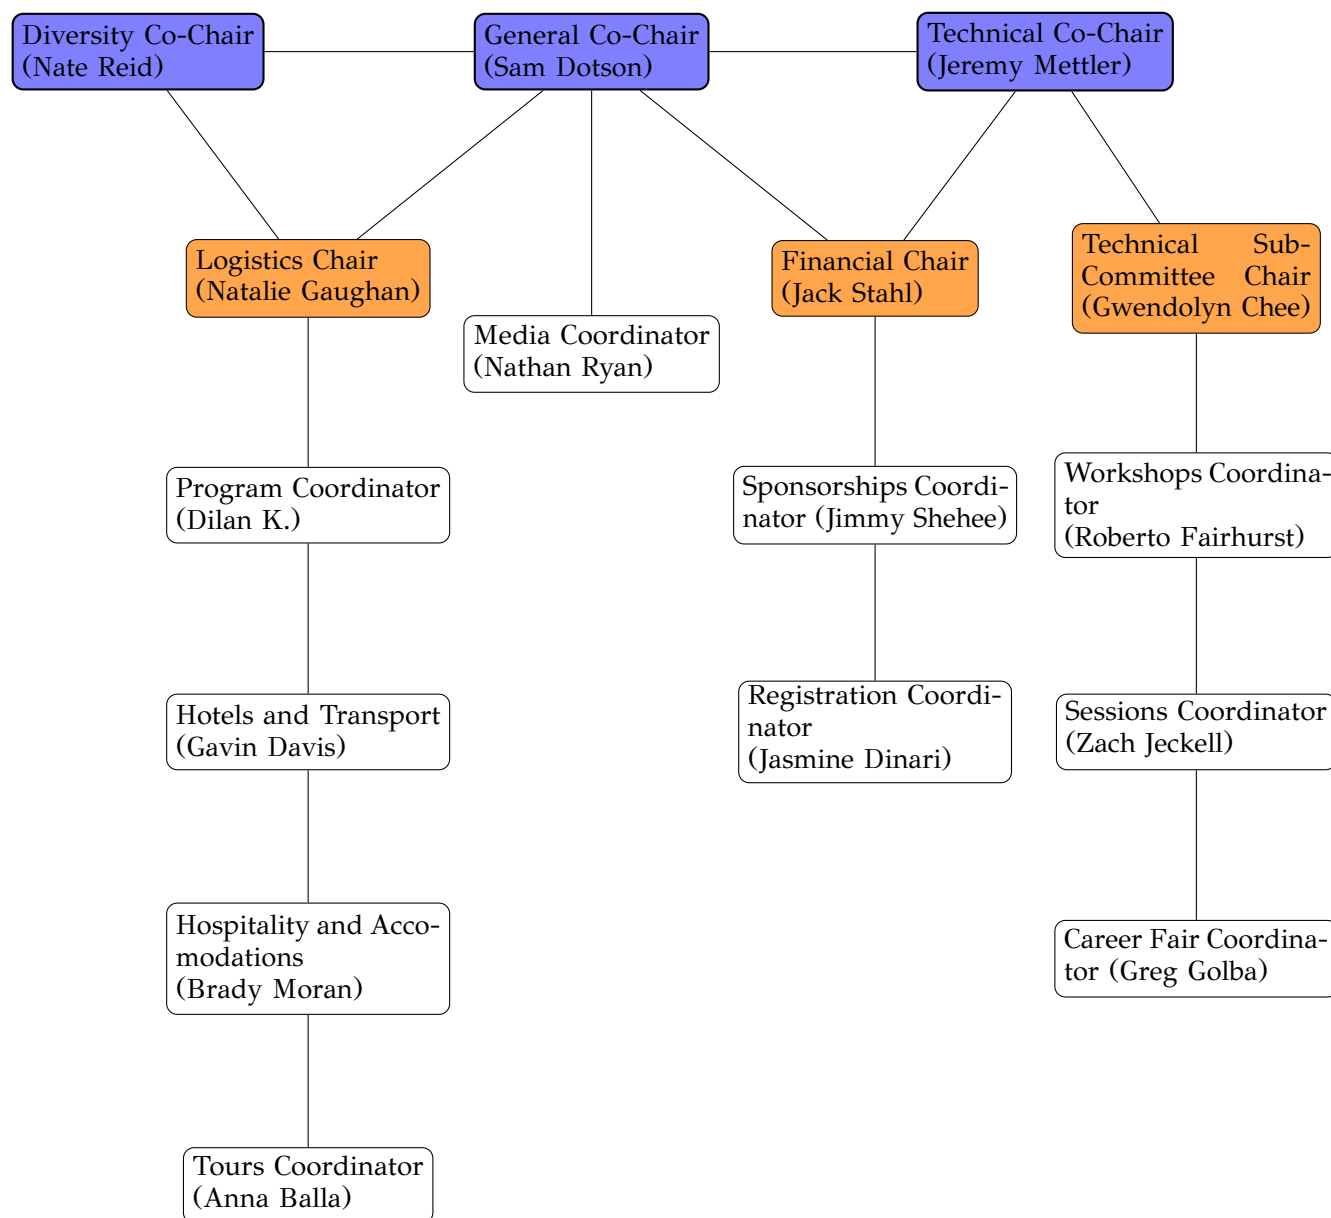 Diversity Co-Chair
(Nate Reid)
General Co-Chair
(Sam Dotson)
Technical Co-Chair
(Jeremy Mettler)
Logistics Chair
(Natalie Gaughan)
Financial Chair
(Jack Stahl)
Technical Sub-
Committee Chair
(Gwendolyn Chee)
Media Coordinator
(Nathan Ryan)
Program Coordinator
(Dilan K.)
Sponsorships Coordi-
nator (Jimmy Shehee)
Workshops Coordina-
tor
(Roberto Fairhurst)
Hotels and Transport
(Gavin Davis)
Registration Coordi-
nator
(Jasmine Dinari)
Sessions Coordinator
(Zach Jeckell)
Hospitality and Acco-
modations
(Brady Moran)
Career Fair Coordina-
tor (Greg Golba)
Tours Coordinator
(Anna Balla)